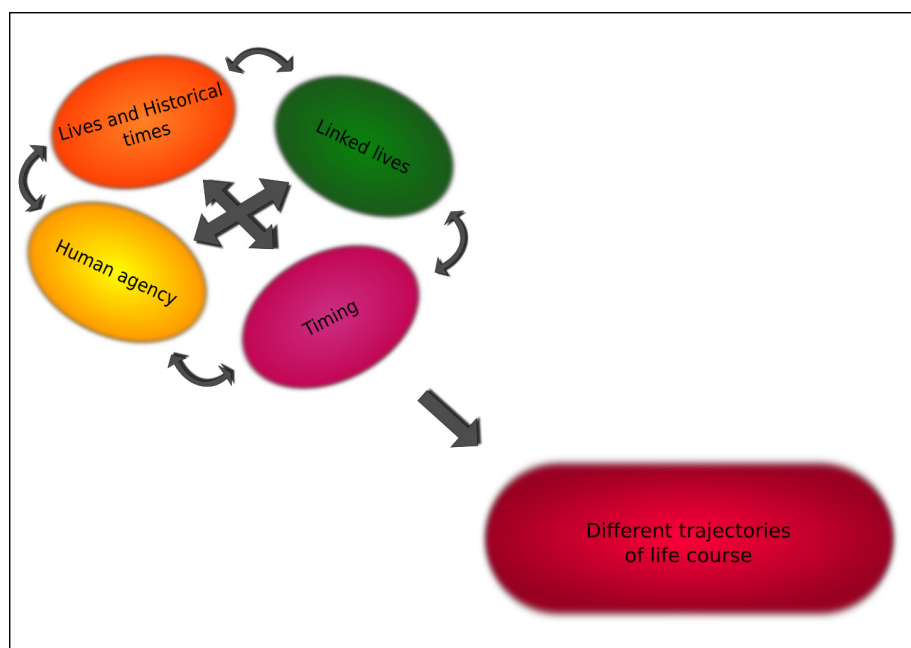 Lives and Historical
times
Linked lives
Human agency
Timing
Different trajectories
of life course